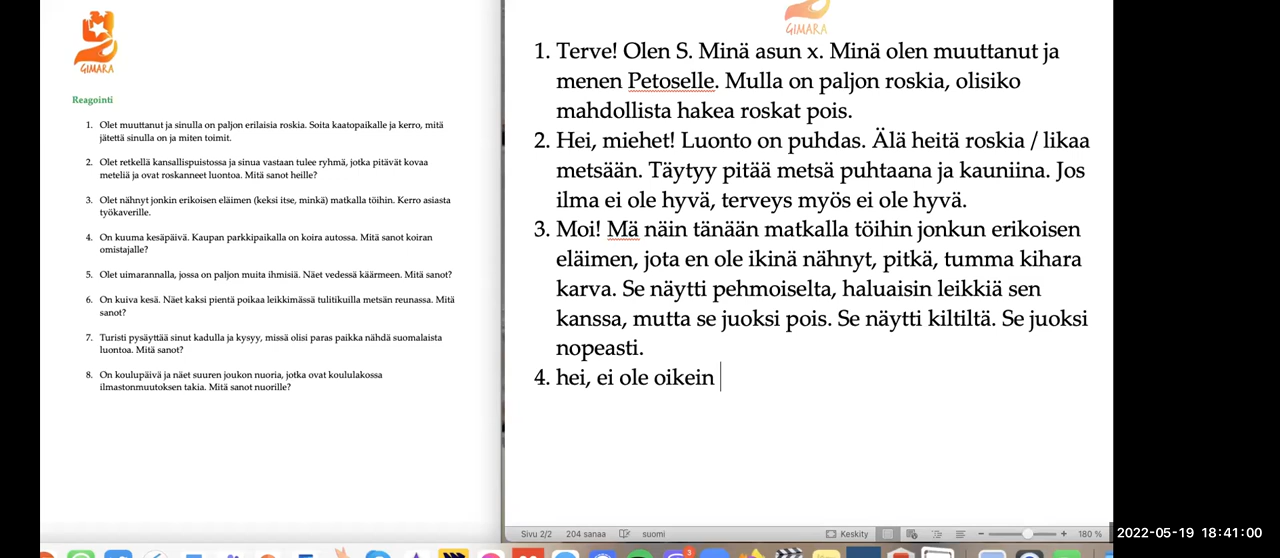 GIMARA
Reagointi
1. Olet muuttanut ja sinulla on paljon erilaisia roskia. Soita kaatopaikalle ja kerro, mitä
jätettä sinulla on ja miten toimit.
2. Olet retkellä kansallispuistossa ja sinua vastaan tulee ryhmä, jotka pitävät kovaa
meteliä ja ovat roskanneet luontoa. Mitä sanot heille?
3. Olet nähnyt jonkin erikoisen eläimen (keksi itse, minkä) matkalla töihin. Kerro asiasta
työkaverille.
4. On kuuma kesäpäivä. Kaupan parkkipaikalla on koira autossa. Mitä sanot koiran
omistajalle?
5. Olet uimarannalla, jossa on paljon muita ihmisiä. Näet vedessä käärmeen. Mitä sanot?
6. On kuiva kesä. Näet kaksi pientä poikaa leikkimässä tulitikuilla metsän reunassa. Mitä
sanot?
7. Turisti pysäyttää sinut kadulla ja kysyy, missä olisi paras paikka nähdä suomalaista
luontoa. Mitä sanot?
8. On koulupäivä ja näet suuren joukon nuoria, jotka ovat koululakossa
ilmastonmuutoksen takia. Mitä sanot nuorille?
GIMARA
1. Terve! Olen S. Minä asun x. Minä olen muuttanut ja
menen Petoselle. Mulla on paljon roskia, olisiko
mahdollista hakea roskat pois.
2. Hei, miehet! Luonto on puhdas. Älä heitä roskia / likaa
metsään. Täytyy pitää metsä puhtaana ja kauniina. Jos
ilma ei ole hyvä, terveys myös ei ole hyvä.
3. Moi! Mä näin tänään matkalla töihin jonkun erikoisen
eläimen, jota en ole ikinä nähnyt, pitkä, tumma kihara
karva. Se näytti pehmoiselta, haluaisin leikkiä sen
kanssa, mutta se juoksi pois. Se näytti kiltiltä. Se juoksi
nopeasti.
4. hei, ei ole oikein
Sivu 2/2 204 sanaa suomi Keskity 180 %
3
2022-05-19 18:41:00